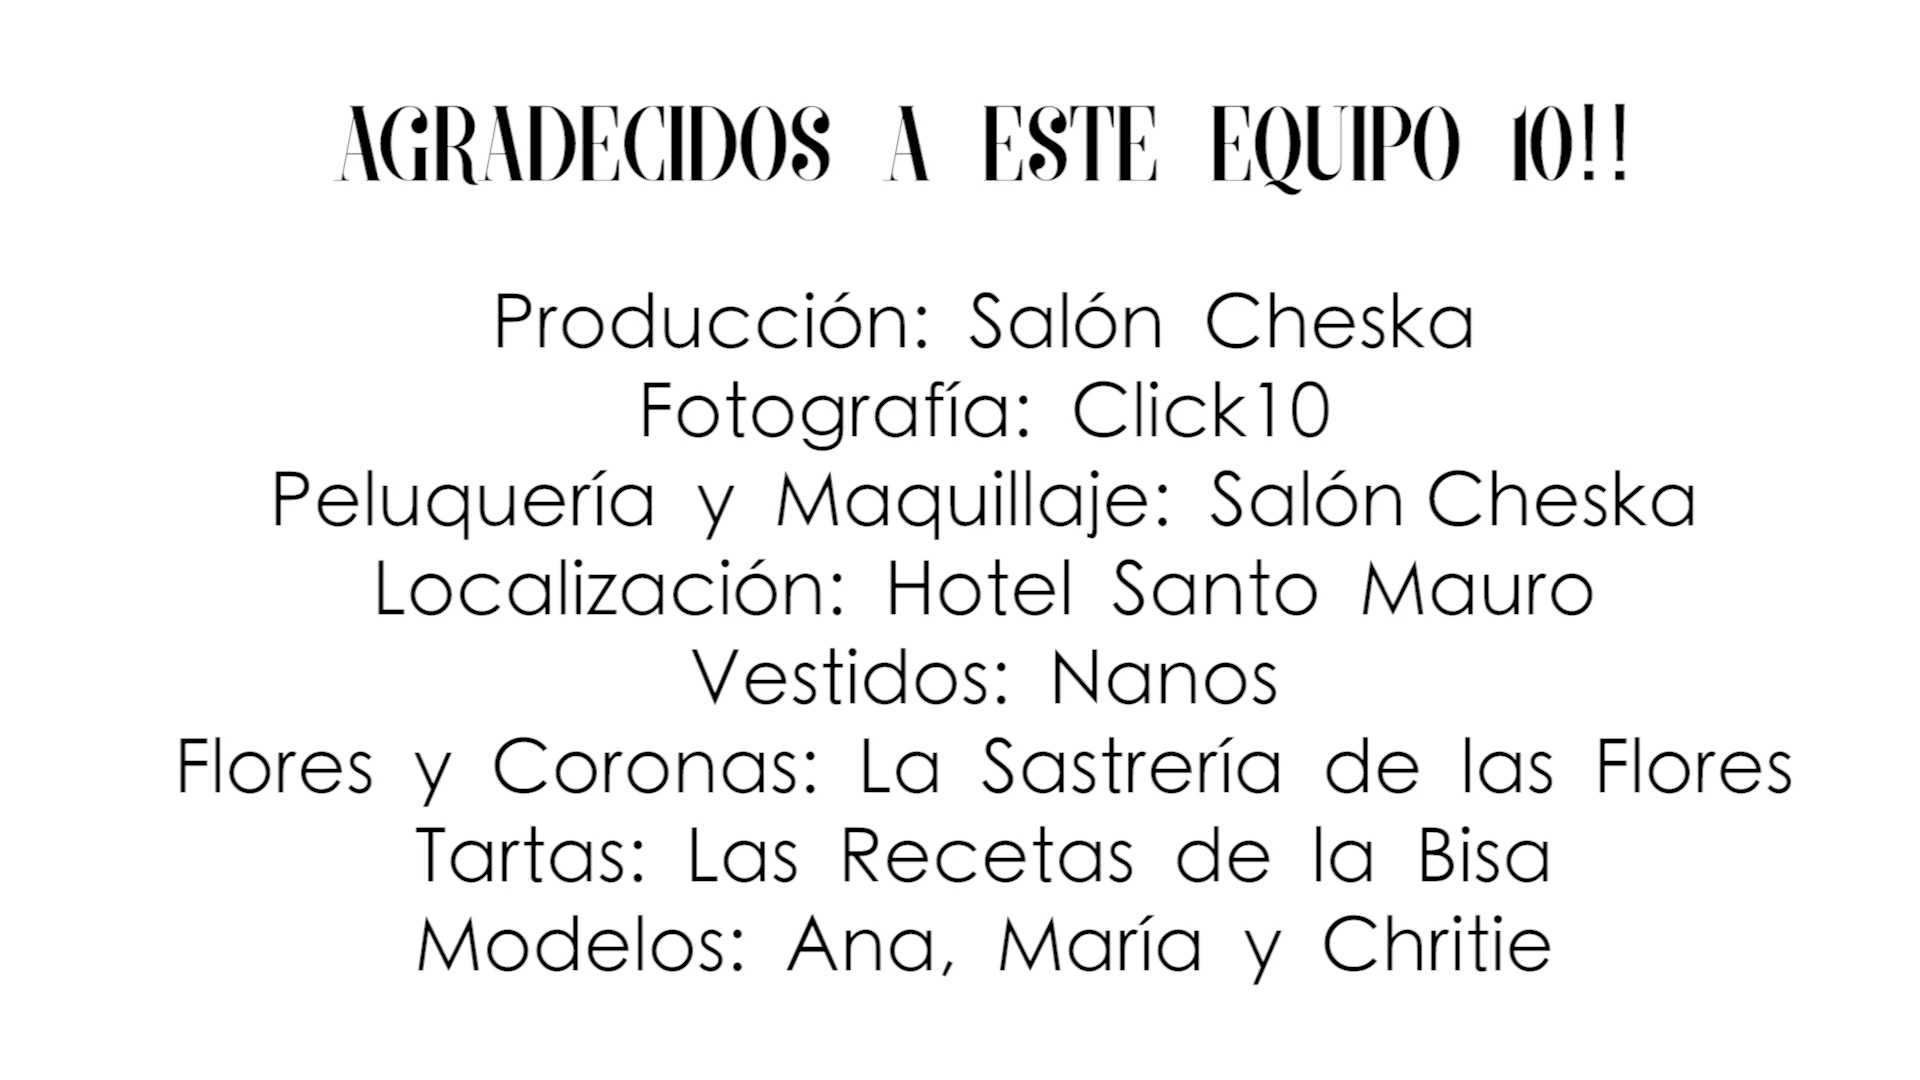 AGRADECIDOS A ESTE EQUIPO 10!!
Producción: Salón Cheska
Fotografía: Click10
Peluquería y Maquillaje: Salón Cheska
Localización: Hotel Santo Mauro
Vestidos: Nanos
Flores y Coronas: La Sastrería de las Flores
Tartas: Las Recetas de la Bisa
Modelos: Ana, María y Chritie